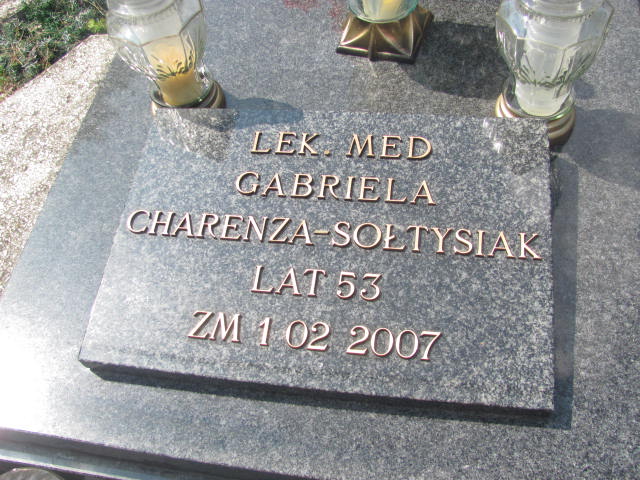 LEK. MED
GABRIELA
CHARENZA-SOŁTYSIAK
LAT 53
ZM 1 02 2007